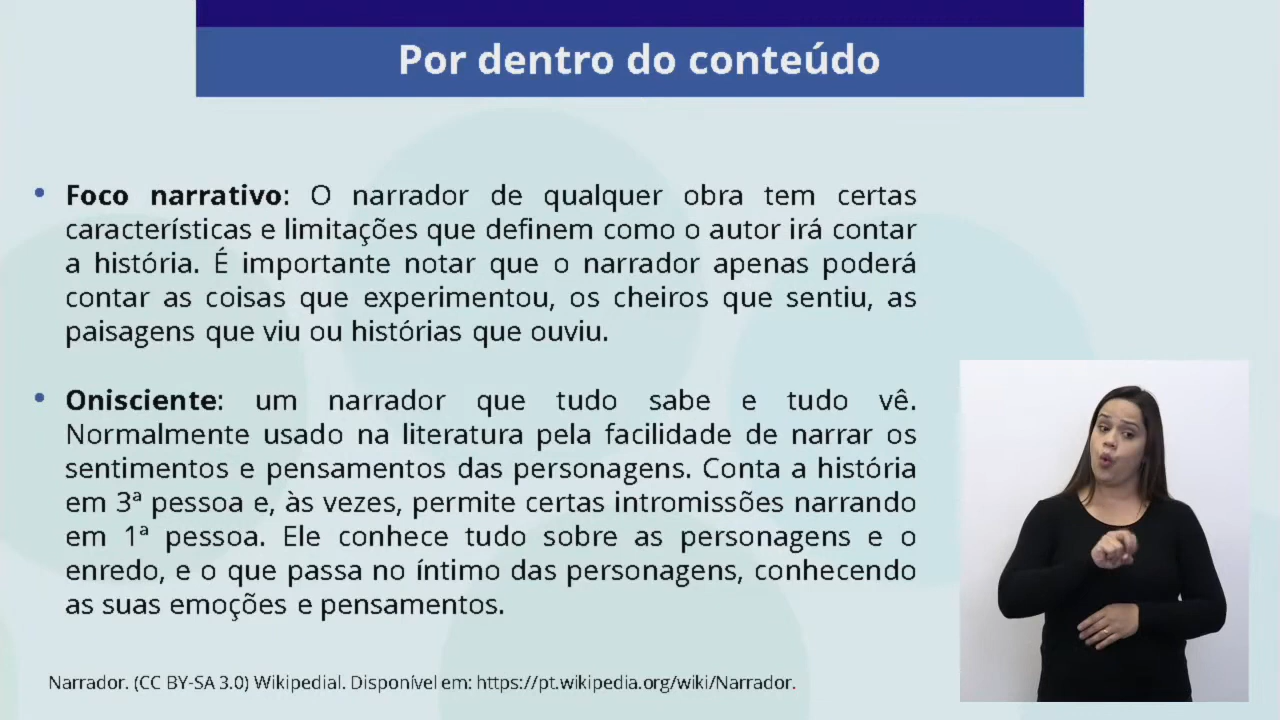 Por dentro do conteúdo
• Foco narrativo: O narrador de qualquer obra tem certas
características e limitações que definem como o autor irá contar
a história. É importante notar que o narrador apenas poderá
contar as coisas que experimentou, os cheiros que sentiu, as
paisagens que viu ou histórias que ouviu.
• Onisciente: um narrador que tudo sabe e tudo vê.
Normalmente usado na literatura pela facilidade de narrar os
sentimentos e pensamentos das personagens. Conta a história
em 3ª pessoa e, às vezes, permite certas intromissões narrando
em 1ª pessoa. Ele conhece tudo sobre as personagens e o
enredo, e o que passa no íntimo das personagens, conhecendo
as suas emoções e pensamentos.
Narrador. (CC BY-SA 3.0) Wikipedial. Disponível em: https://pt.wikipedia.org/wiki/Narrador.